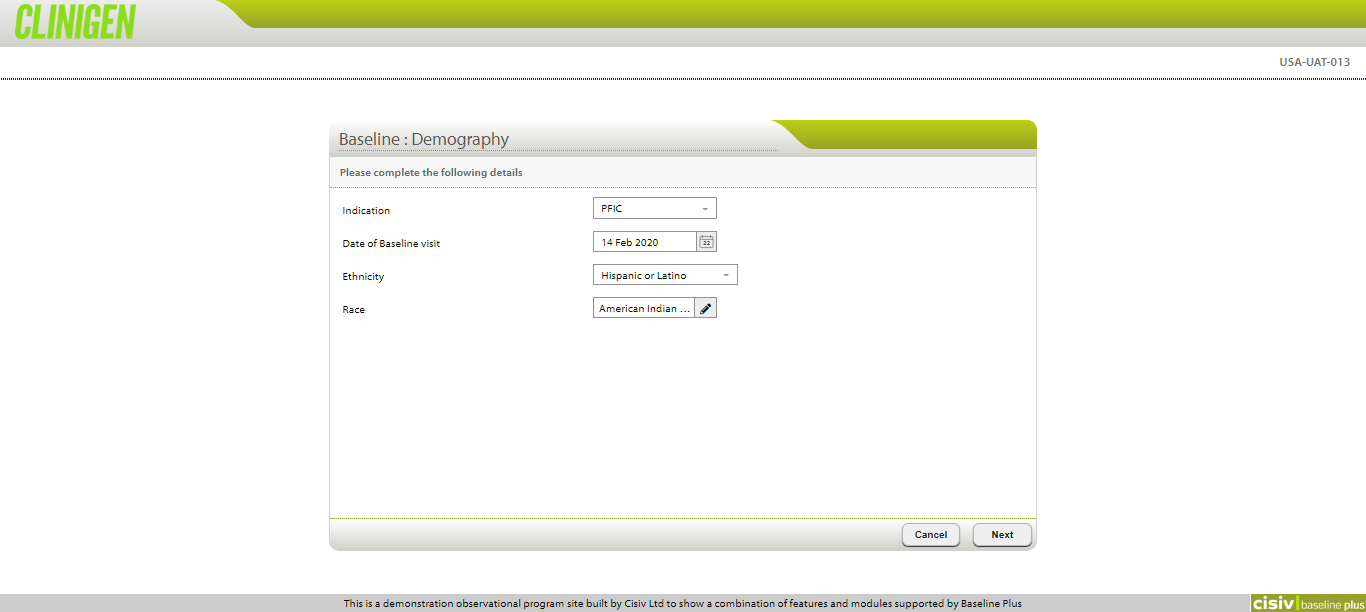 CLINIGEN
USA-UAT-013
Baseline : Demography
Please complete the following details
Indication PFIC
Date of Baseline visit 14 Feb 2020 22
Ethnicity Hispanic or Latino
Race American Indian ...
Cancel Next
This is a demonstration observational program site built by Cisiv Ltd to show a combination of features and modules supported by Baseline Plus
cisiv baseline plus